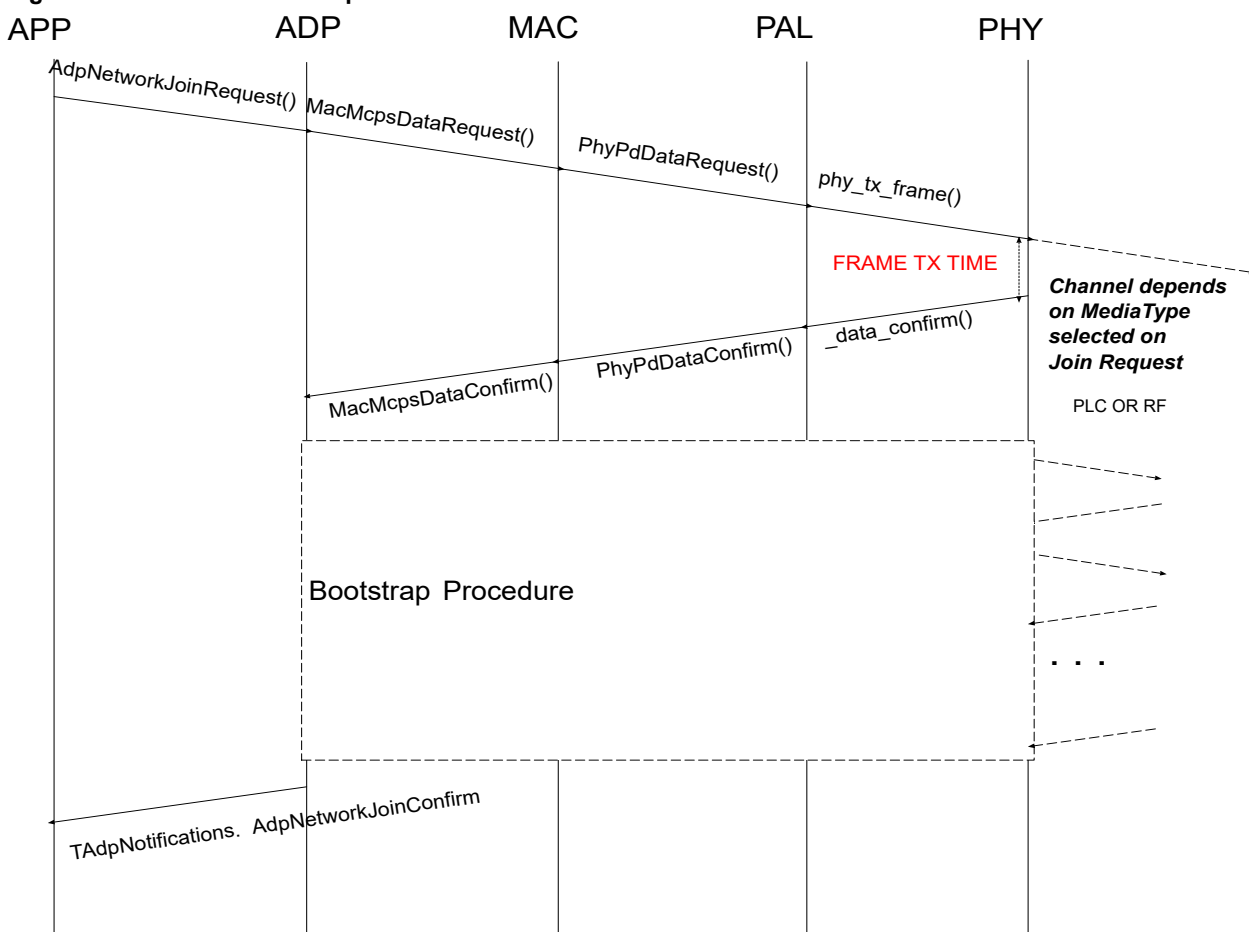 APP ADP MAC PAL PHY
AdpNetworkJoinRequest()
MacMcpsDataRequest()
PhyPdDataRequest()
phy_tx_frame()
FRAME TX TIME
Channel depends
on MediaType
selected on
Join Request
PLC OR RF
_data_confirm()
PhyPdDataConfirm()
MacMcpsDataConfirm()
Bootstrap Procedure
. . .
TAdpNotifications. AdpNetworkJoinConfirm